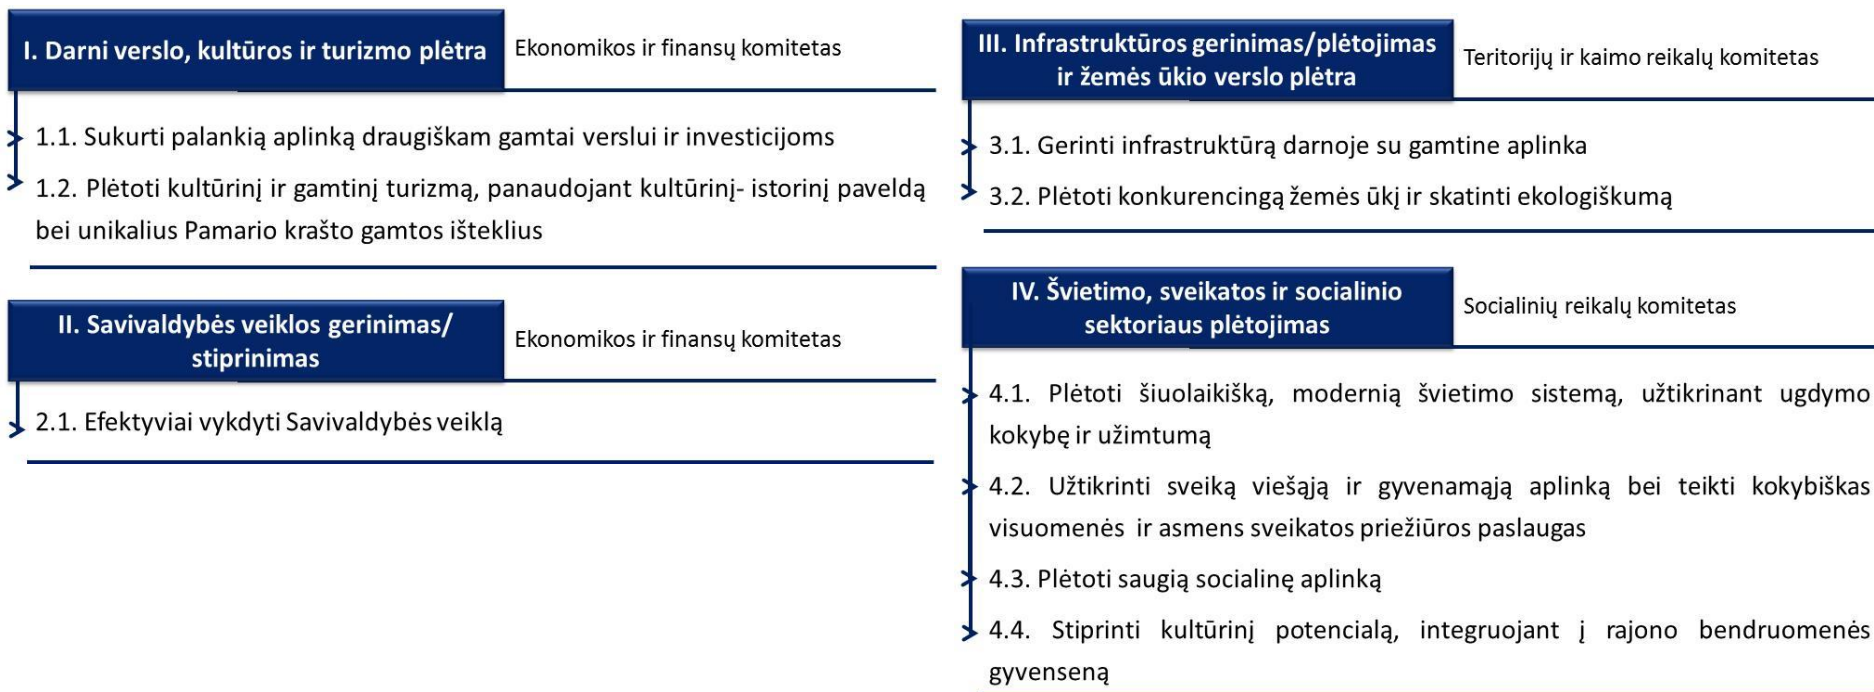 I. Darni verslo, kultūros ir turizmo plėtra
Ekonomikos ir finansų komitetas
1.1. Sukurti palankią aplinką draugiškam gamtai verslui ir investicijoms
1.2. Plėtoti kultūrinį ir gamtinį turizmą, panaudojant kultūrinį- istorinį paveldą
bei unikalius Pamario krašto gamtos išteklius
II. Savivaldybės veiklos gerinimas/
stiprinimas
Ekonomikos ir finansų komitetas
2.1. Efektyviai vykdyti Savivaldybės veiklą
III. Infrastruktūros gerinimas/plėtojimas
ir žemės ūkio verslo plėtra
Teritorijų ir kaimo reikalų komitetas
3.1. Gerinti infrastruktūrą darnoje su gamtine aplinka
3.2. Plėtoti konkurencingą žemės ūkį ir skatinti ekologiškumą
IV. Švietimo, sveikatos ir socialinio
sektoriaus plėtojimas
Socialinių reikalų komitetas
4.1. Plėtoti šiuolaikišką, modernią švietimo sistemą, užtikrinant ugdymo
kokybę ir užimtumą
4.2. Užtikrinti sveiką viešąją ir gyvenamąją aplinką bei teikti kokybiškas
visuomenės ir asmens sveikatos priežiūros paslaugas
4.3. Plėtoti saugią socialinę aplinką
4.4. Stiprinti kultūrinį potencialą, integruojant į rajono bendruomenės
gyvenseną